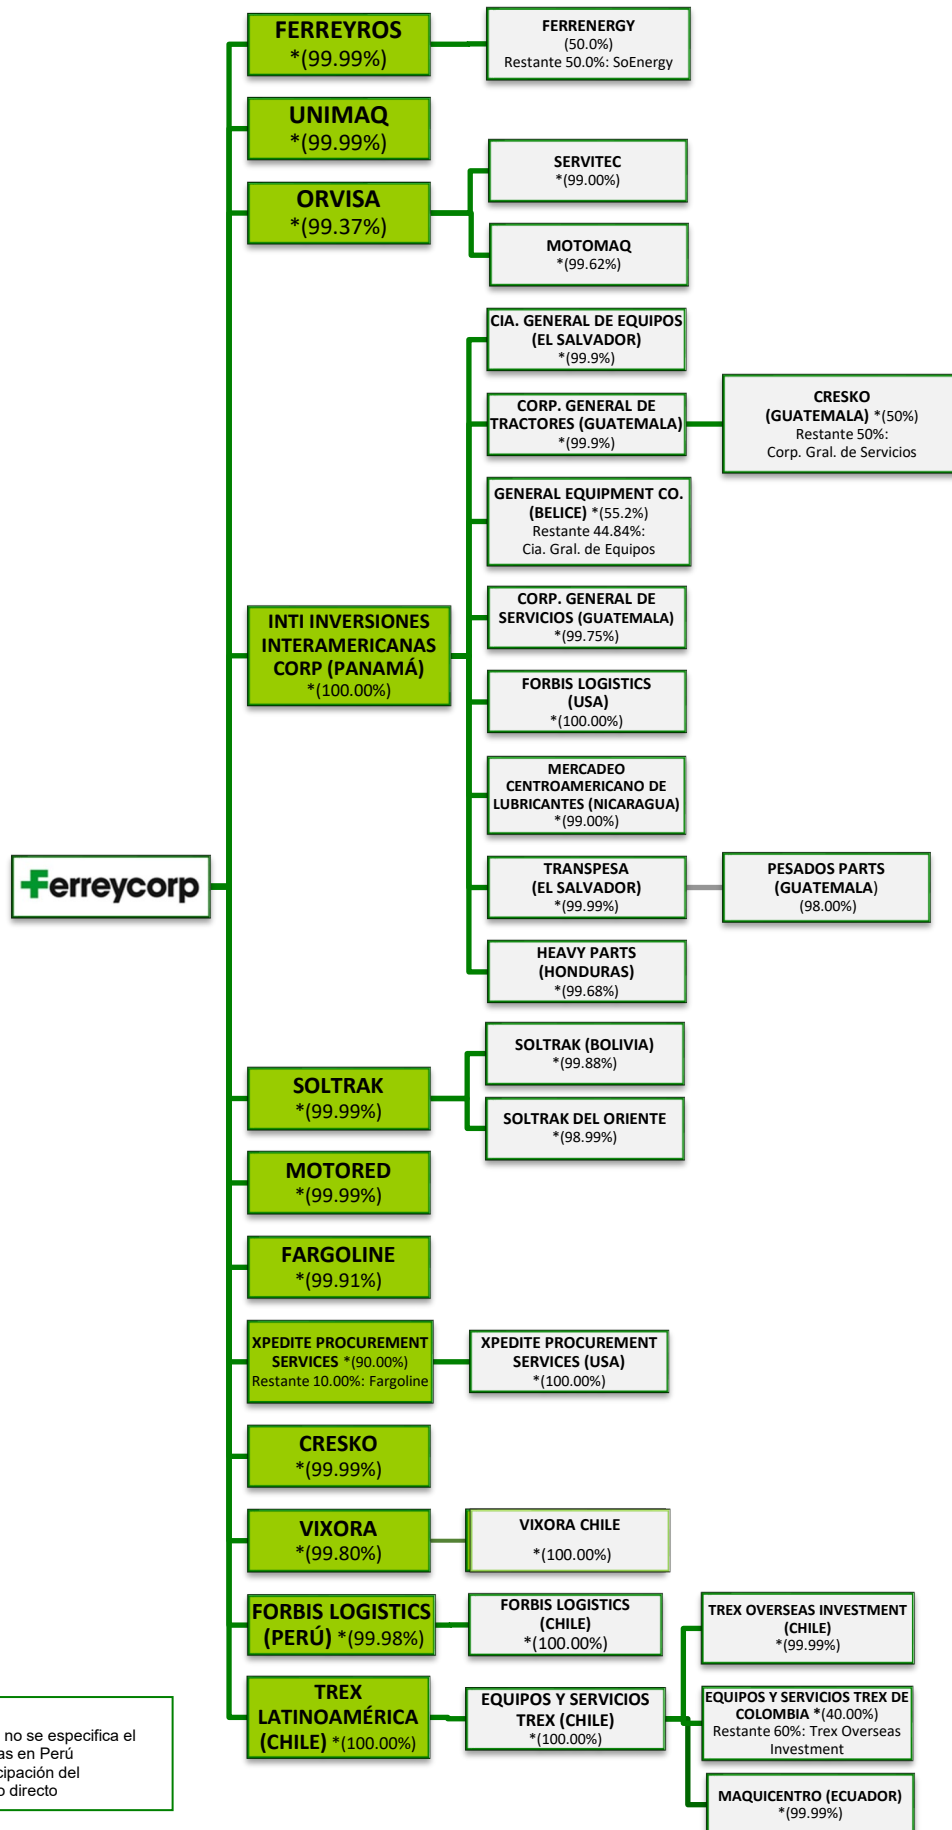 FERREYROS
*(99.99%)
FERRENERGY
(50.0%)
Restante 50.0%: SoEnergy
UNIMAQ
*(99.99%)
ORVISA
*(99.37%)
SERVITEC
*(99.00%)
MOTOMAQ
*(99.62%)
CIA. GENERAL DE EQUIPOS
(EL SALVADOR)
*(99.9%)
CORP. GENERAL DE
TRACTORES (GUATEMALA)
*(99.9%)
CRESKO
(GUATEMALA) *(50%)
Restante 50%:
Corp. Gral. de Servicios
GENERAL EQUIPMENT CO.
(BELICE) *(55.2%)
Restante 44.84%:
Cia. Gral. de Equipos
CORP. GENERAL DE
SERVICIOS (GUATEMALA)
*(99.75%)
INTI INVERSIONES
INTERAMERICANAS
CORP (PANAMÁ)
*(100.00%)
FORBIS LOGISTICS
(USA)
*(100.00%)
MERCADEO
CENTROAMERICANO DE
LUBRICANTES (NICARAGUA)
*(99.00%)
TRANSPESA
(EL SALVADOR)
*(99.99%)
PESADOS PARTS
(GUATEMALA)
(98.00%)
Ferreycorp
HEAVY PARTS
(HONDURAS)
*(99.68%)
SOLTRAK
*(99.99%)
SOLTRAK (BOLIVIA)
*(99.88%)
SOLTRAK DEL ORIENTE
*(98.99%)
MOTORED
*(99.99%)
FARGOLINE
*(99.91%)
XPEDITE PROCUREMENT
SERVICES *(90.00%)
Restante 10.00%: Fargoline
XPEDITE PROCUREMENT
SERVICES (USA)
*(100.00%)
CRESKO
*(99.99%)
VIXORA
*(99.80%)
VIXORA CHILE
*(100.00%)
FORBIS LOGISTICS
(PERÚ) *(99.98%)
FORBIS LOGISTICS
(CHILE)
*(100.00%)
TREX
LATINOAMÉRICA
(CHILE) *(100.00%)
EQUIPOS Y SERVICIOS
TREX (CHILE)
*(100.00%)
TREX OVERSEAS INVESTMENT
(CHILE)
*(99.99%)
EQUIPOS Y SERVICIOS TREX DE
COLOMBIA *(40.00%)
Restante 60%: Trex Overseas
Investment
MAQUICENTRO (ECUADOR)
*(99.99%)
no se especifica el
as en Perú
cipación del
o directo